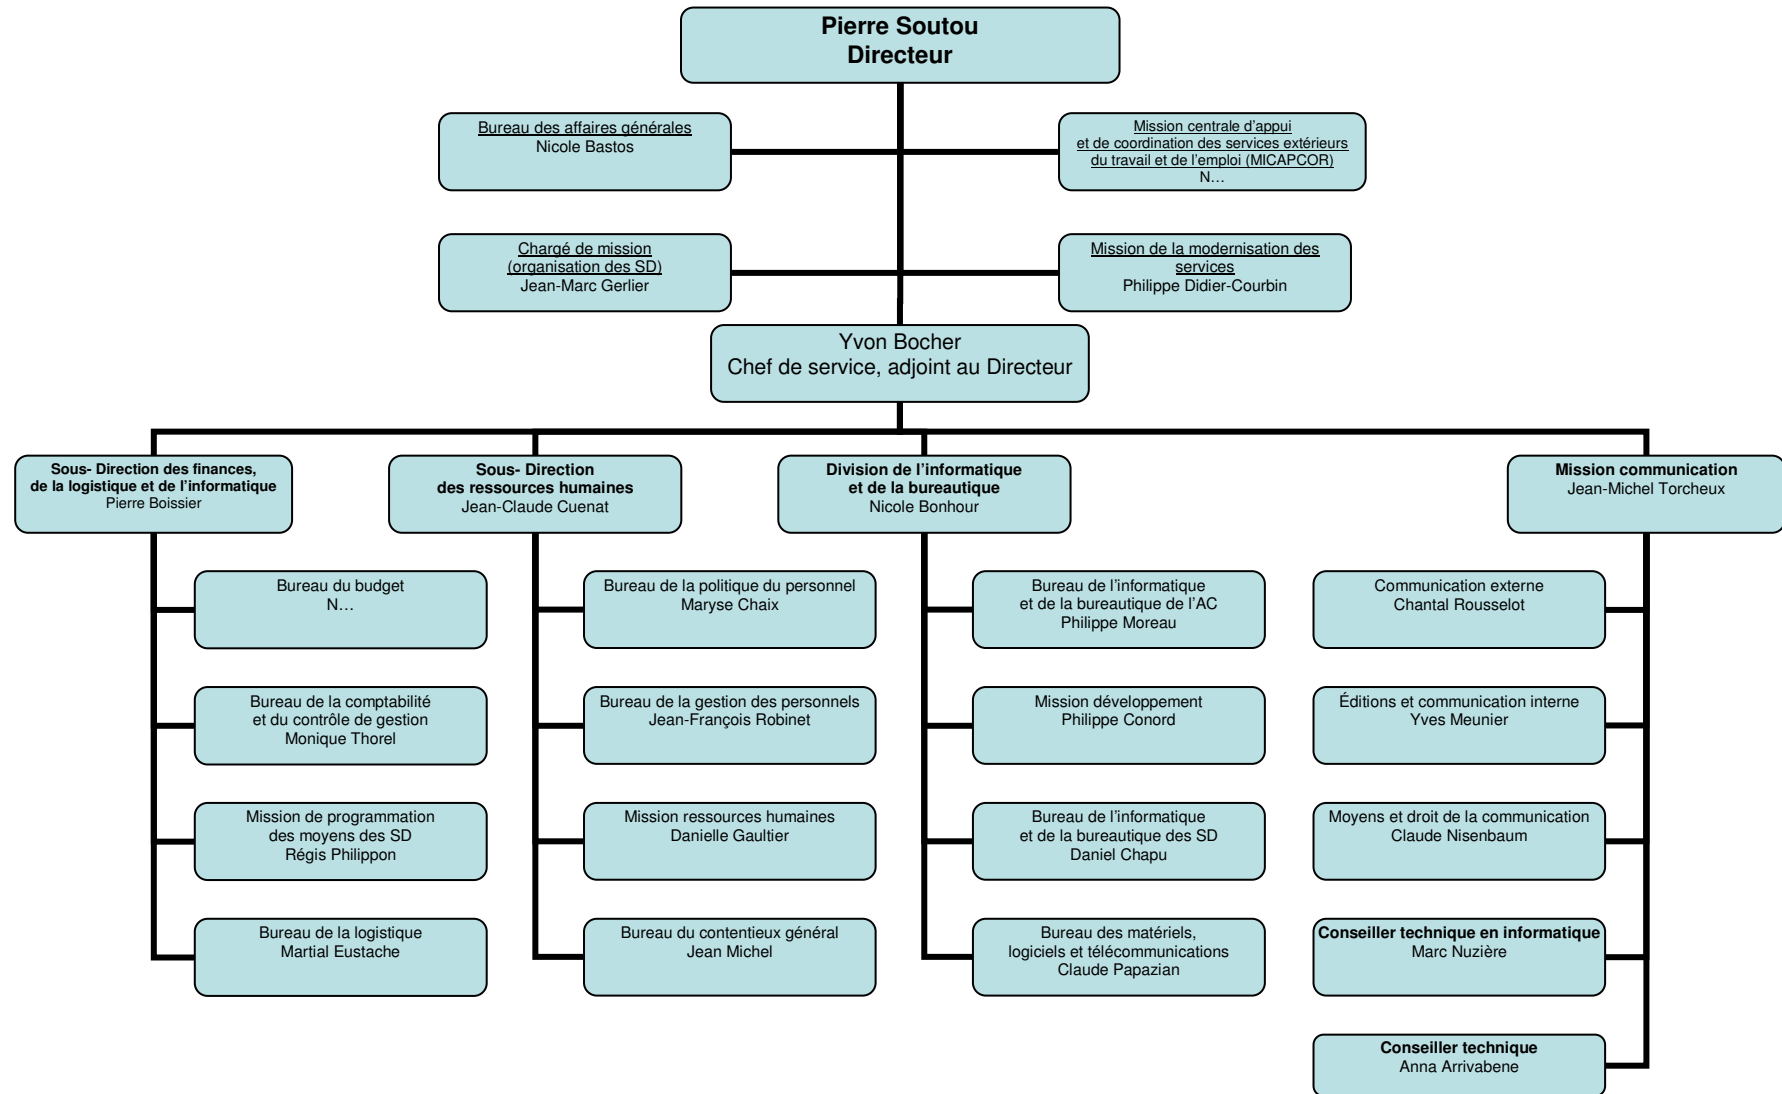 Pierre Soutou
Directeur
Bureau des affaires générales
Nicole Bastos
Mission centrale d'appui
et de coordination des services extérieurs
du travail et de l'emploi (MICAPCOR)
N…
Chargé de mission
(organisation des SD)
Jean-Marc Gerlier
Mission de la modernisation des
services
Philippe Didier-Courbin
Yvon Bocher
Chef de service, adjoint au Directeur
Sous- Direction des finances,
de la logistique et de l'informatique
Pierre Boissier
Sous- Direction
des ressources humaines
Jean-Claude Cuenat
Division de l'informatique
et de la bureautique
Nicole Bonhour
Mission communication
Jean-Michel Torcheux
Bureau du budget
N…
Bureau de la politique du personnel
Maryse Chaix
Bureau de l'informatique
et de la bureautique de l'AC
Philippe Moreau
Communication externe
Chantal Rousselot
Bureau de la comptabilité
et du contrôle de gestion
Monique Thorel
Bureau de la gestion des personnels
Jean-François Robinet
Mission développement
Philippe Conord
Éditions et communication interne
Yves Meunier
Mission de programmation
des moyens des SD
Régis Philippon
Mission ressources humaines
Danielle Gaultier
Bureau de l'informatique
et de la bureautique des SD
Daniel Chapu
Moyens et droit de la communication
Claude Nisenbaum
Bureau de la logistique
Martial Eustache
Bureau du contentieux général
Jean Michel
Bureau des matériels,
logiciels et télécommunications
Claude Papazian
Conseiller technique en informatique
Marc Nuzière
Conseiller technique
Anna Arrivabene